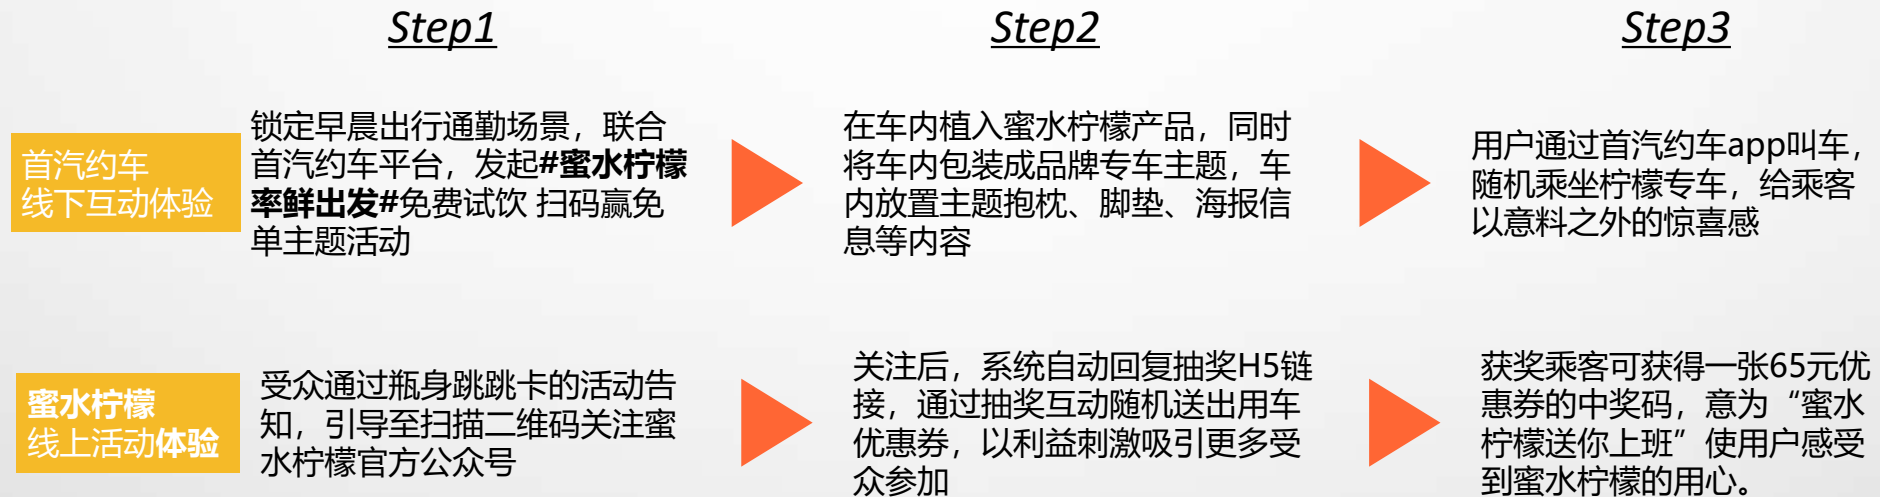 Step1
Step2
Step3
首汽约车
线下互动体验
锁定早晨出行通勤场景，联合
首汽约车平台，发起#蜜水柠檬
率鲜出发#免费试饮 扫码赢免
单主题活动
在车内植入蜜水柠檬产品，同时
将车内包装成品牌专车主题，车
内放置主题抱枕、脚垫、海报信
息等内容
用户通过首汽约车app叫车，
随机乘坐柠檬专车，给乘客
以意料之外的惊喜感
蜜水柠檬
线上活动体验
受众通过瓶身跳跳卡的活动告
知，引导至扫描二维码关注蜜
水柠檬官方公众号
关注后，系统自动回复抽奖H5链
接，通过抽奖互动随机送出用车
优惠券，以利益刺激吸引更多受
众参加
获奖乘客可获得一张65元优
惠券的中奖码，意为“蜜水
柠檬送你上班”使用户感受
到蜜水柠檬的用心。